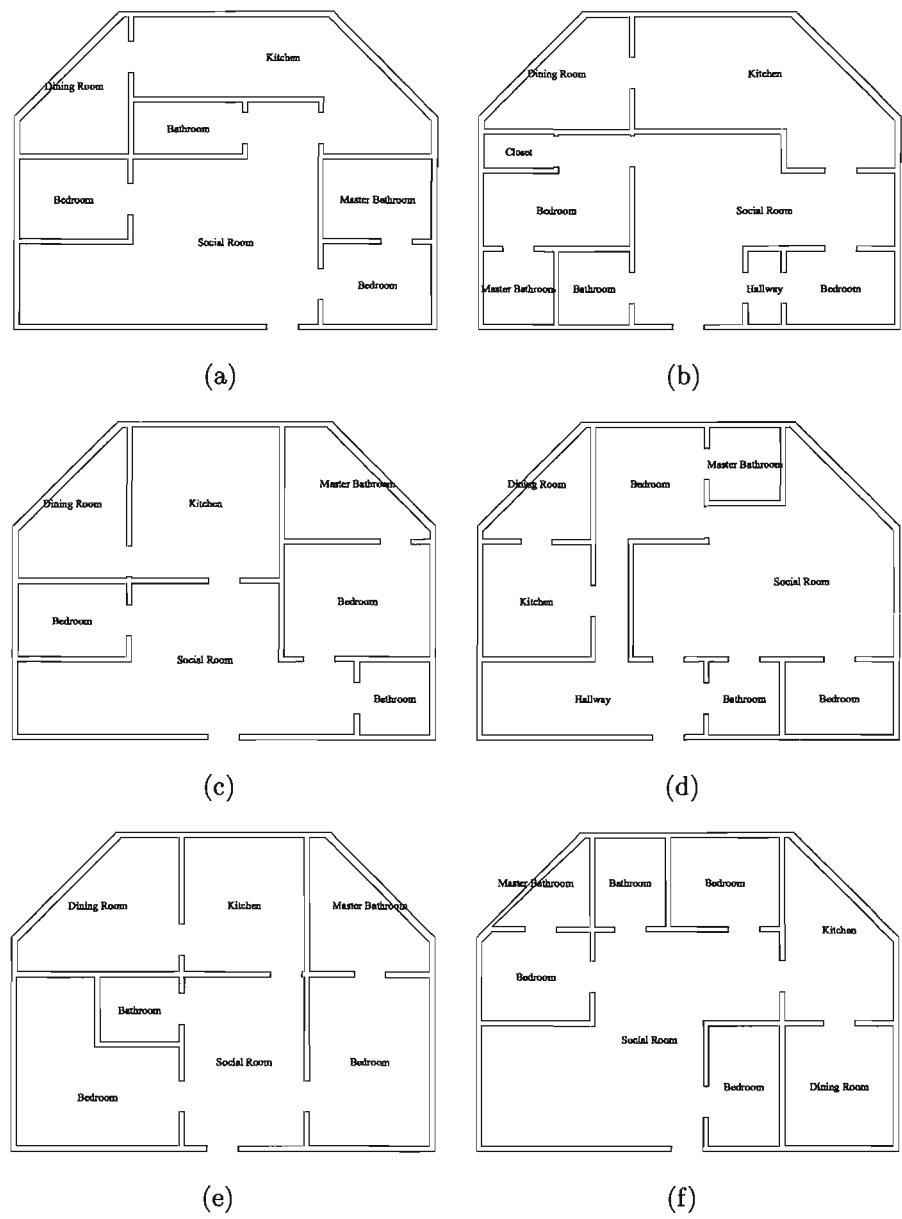 Kitchen
Dining Room
Bathroom
Bedroom
Master Bathroom
Social Room
Bedroom
(a)
Dining Room
Kitchen
Closet
Bedroom
Social Room
Master Bathroom
Bathroom
Hallway
Bedroom
(b)
Master Bathroom
Dining Room
Kitchen
Bedroom
Bedroom
Social Room
Bathroom
(c)
Master Bathroom
Dining Room
Bedroom
Social Room
Kitchen
Hallway
Bathroom
Bedroom
(d)
Dining Room
Kitchen
Master Bathroom
Bathroom
Social Room
Bedroom
Bedroom
(e)
Master Bathroom
Bathroom
Bedroom
Kitchen
Bedroom
Social Room
Bedroom
Dining Room
(f)